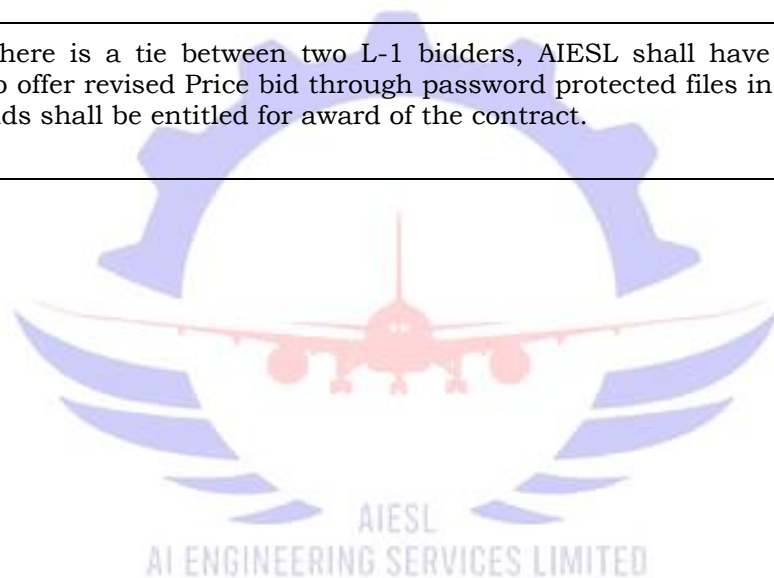 here is a tie between two L-1 bidders, AIESL shall have
o offer revised Price bid through password protected files in
ds shall be entitled for award of the contract.
AIESL
AI ENGINEERING SERVICES LIMITED